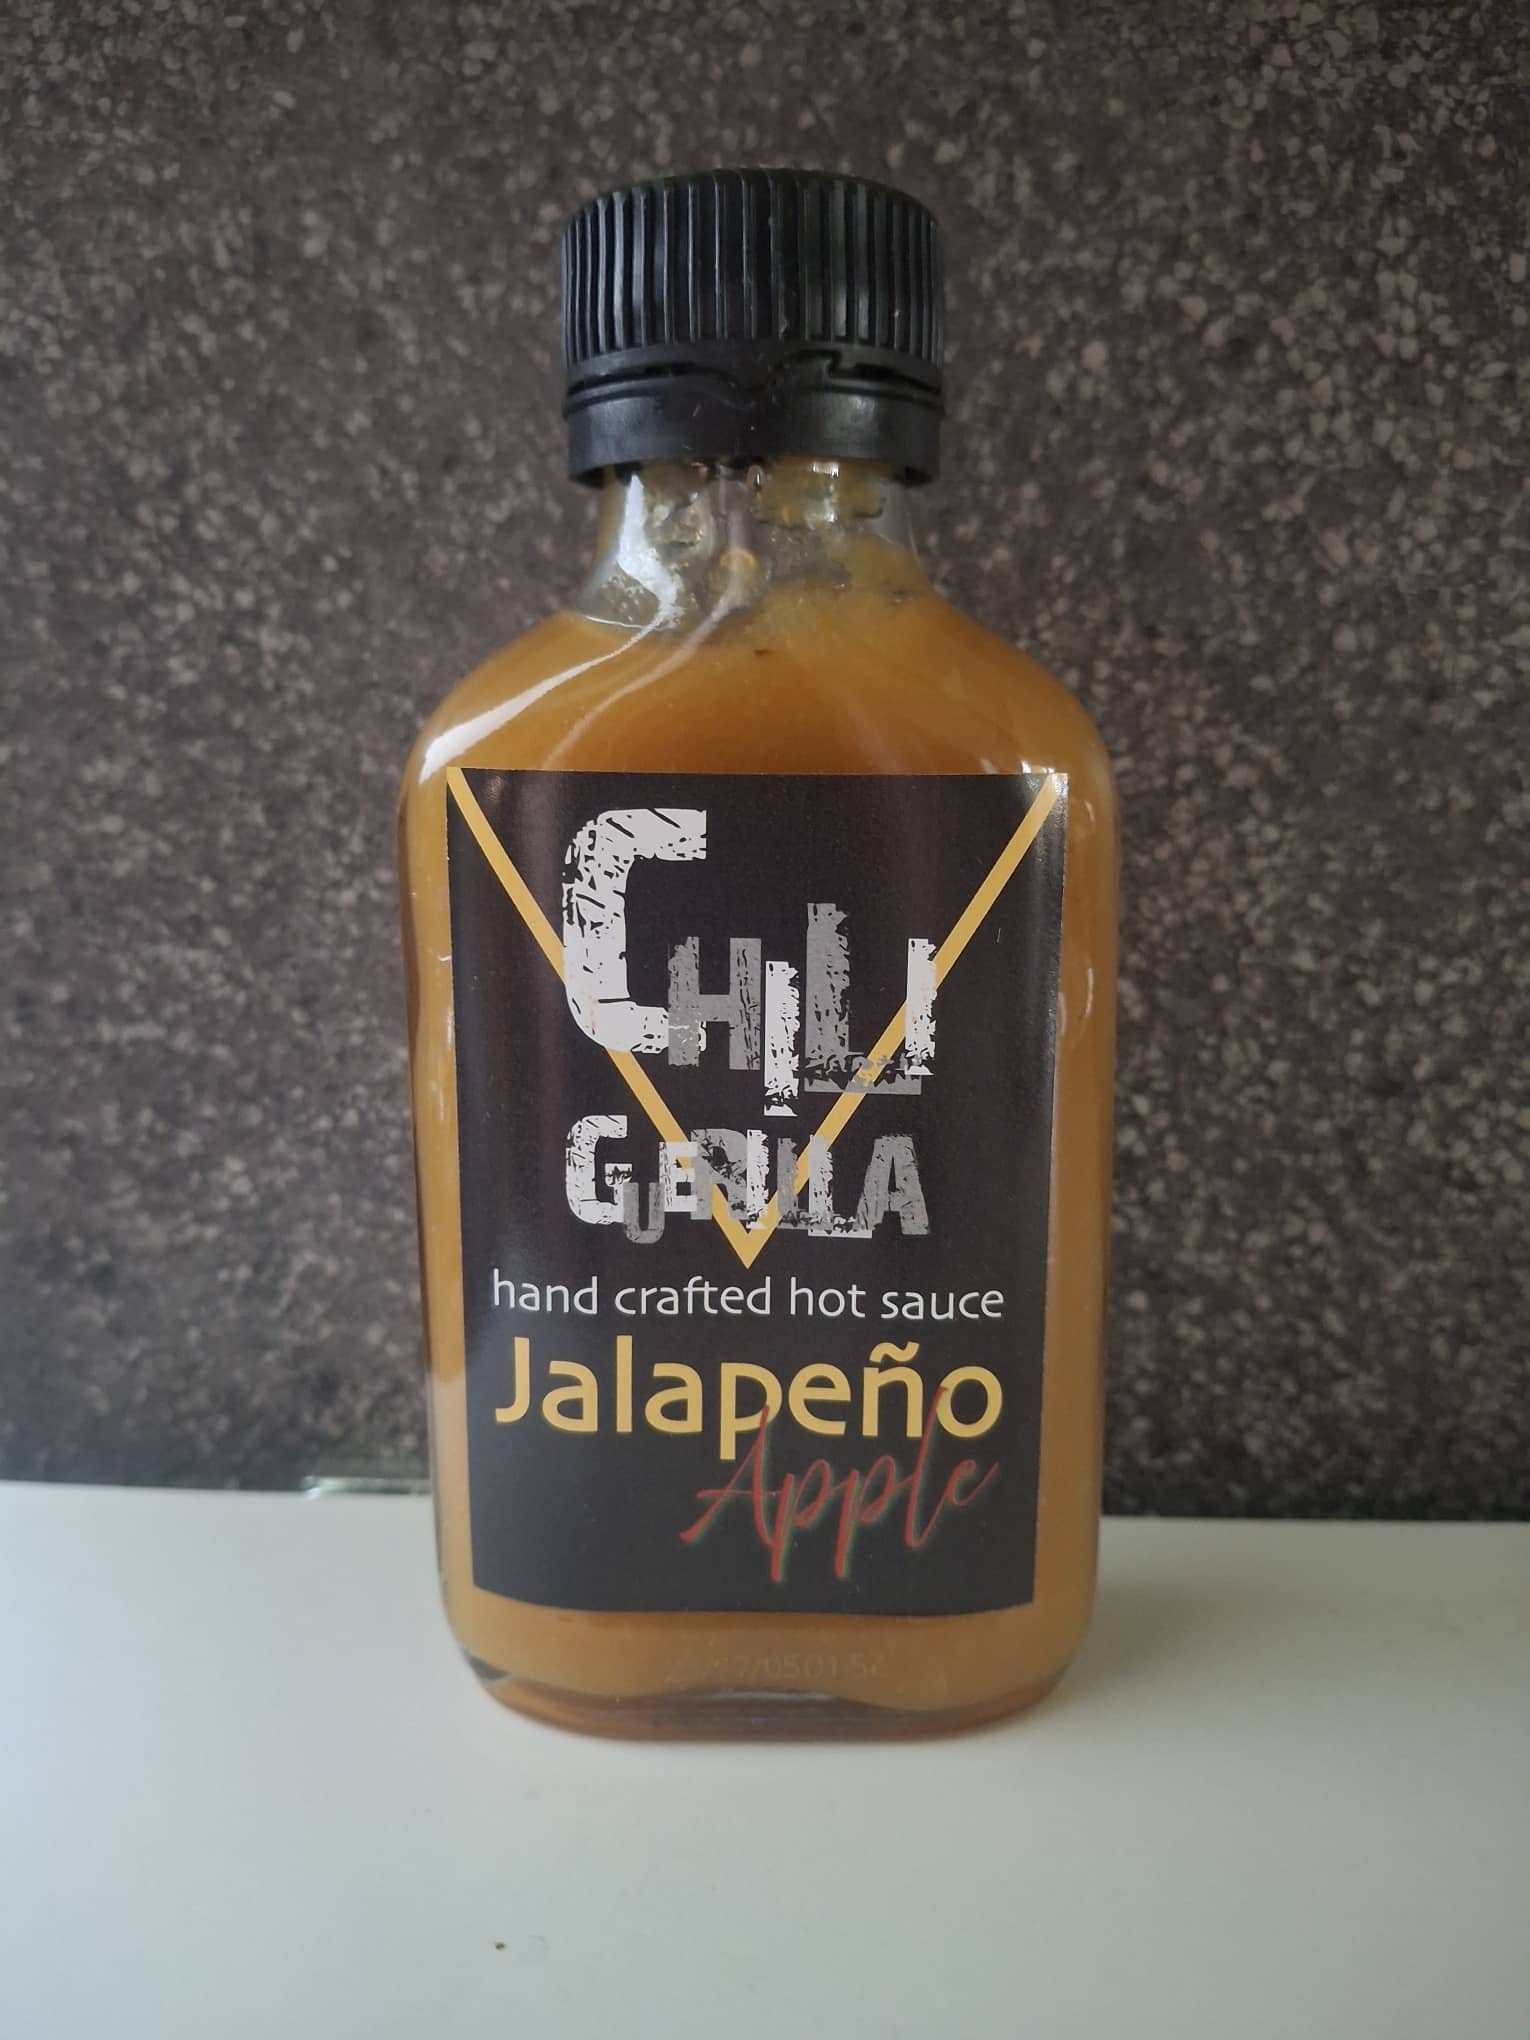 CHILI
GUERILLA
hand crafted hot sauce
Jalapeño
Apple